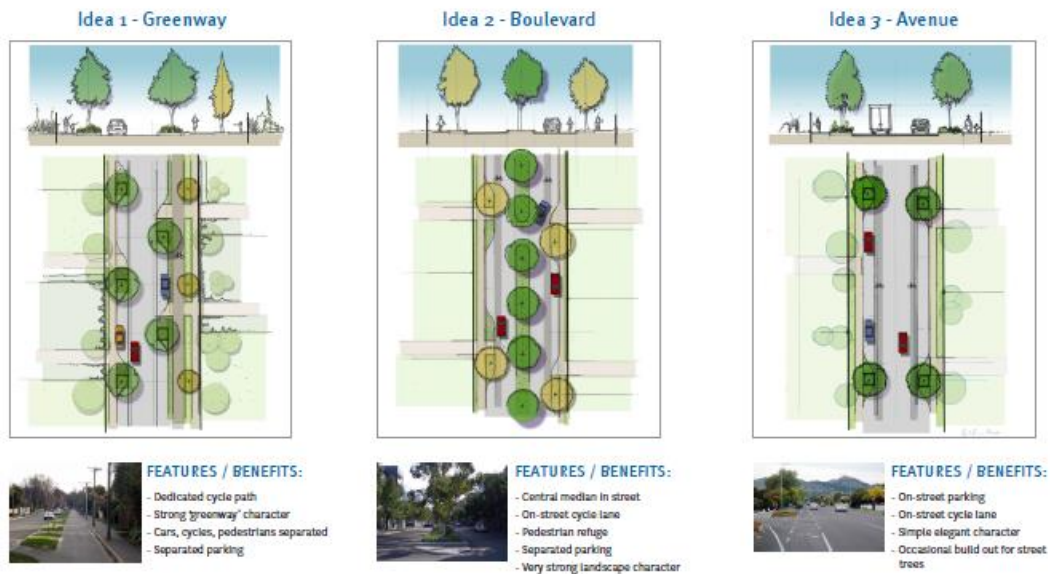 Idea 1 - Greenway
Idea 2 - Boulevard
Idea 3 - Avenue
FEATURES / BENEFITS:
- Dedicated cycle path
- Strong 'greenway' character
- Cars, cycles, pedestrians separated
- Separated parking
FEATURES / BENEFITS:
- Central median in street
- On-street cycle lane
- Pedestrian refuge
- Separated parking
- Very strong landscape character
FEATURES / BENEFITS:
- On-street parking
- On-street cycle lane
- Simple elegant character
- Occasional build out for street
trees